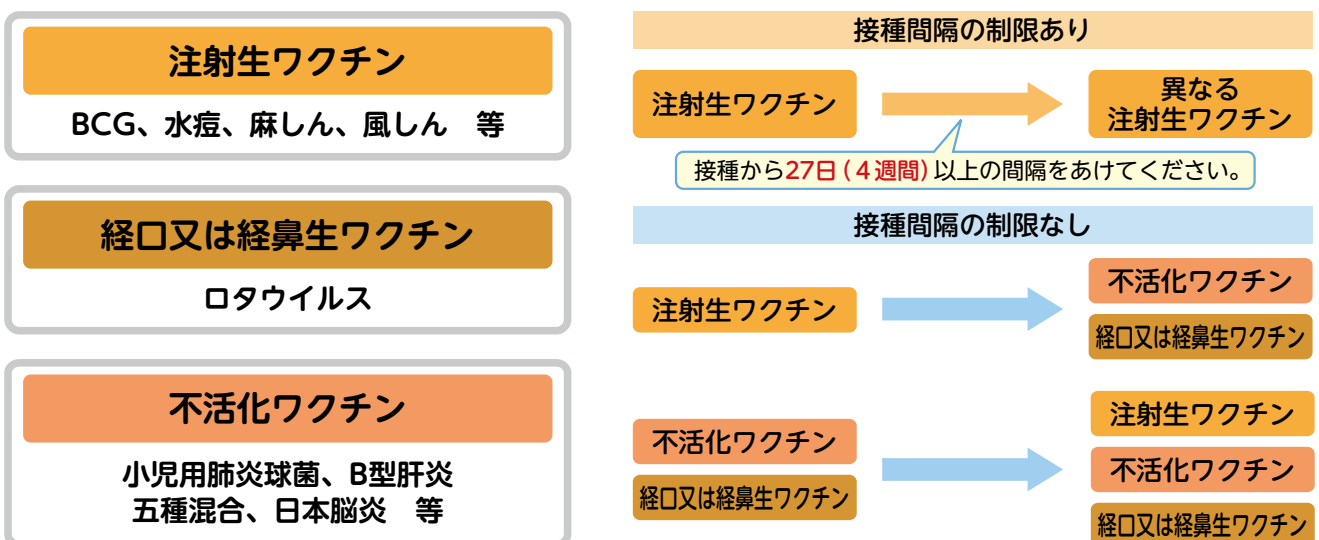 注射生ワクチン
BCG、水痘、麻しん、風しん　等
経口又は経鼻生ワクチン
ロタウイルス
不活化ワクチン
小児用肺炎球菌、B型肝炎
五種混合、日本脳炎　等
接種間隔の制限あり
注射生ワクチン
異なる
注射生ワクチン
接種から27日（４週間）以上の間隔をあけてください。
接種間隔の制限なし
注射生ワクチン
不活化ワクチン
経口又は経鼻生ワクチン
不活化ワクチン
経口又は経鼻生ワクチン
注射生ワクチン
不活化ワクチン
経口又は経鼻生ワクチン